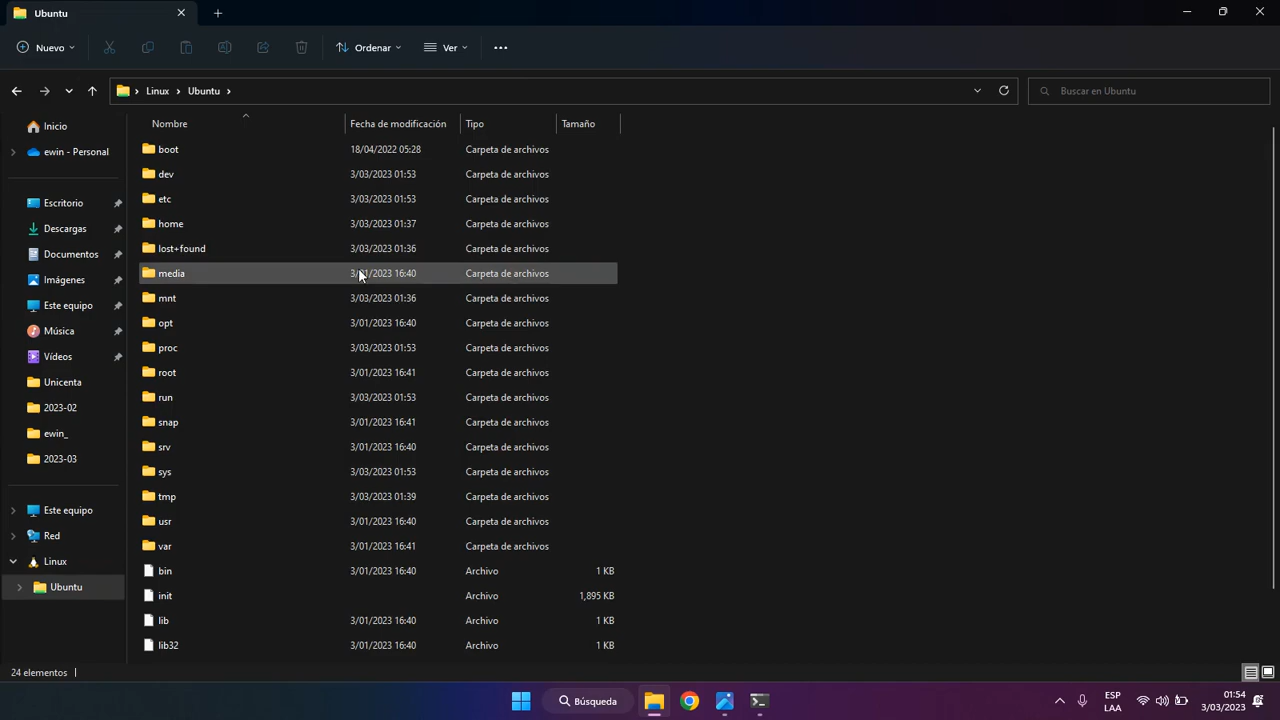 Ubuntu
Nuevo Ordenar Ver
Linux Ubuntu Buscar en Ubuntu
Inicio
ewin - Personal
Escritorio
Descargas
Documentos
Imágenes
Este equipo
Música
Vídeos
Unicenta
2023-02
ewin_
2023-03
Este equipo
Red
Linux
Ubuntu
Nombre Fecha de modificación Tipo Tamaño
boot 18/04/2022 05:28 Carpeta de archivos
dev 3/03/2023 01:53 Carpeta de archivos
etc 3/03/2023 01:53 Carpeta de archivos
home 3/03/2023 01:37 Carpeta de archivos
lost+found 3/03/2023 01:36 Carpeta de archivos
media 16:40 Carpeta de archivos
mnt 3/03/2023 01:36 Carpeta de archivos
opt 3/01/2023 16:40 Carpeta de archivos
proc 3/03/2023 01:53 Carpeta de archivos
root 3/01/2023 16:41 Carpeta de archivos
run 3/03/2023 01:53 Carpeta de archivos
snap 3/01/2023 16:41 Carpeta de archivos
srv 3/01/2023 16:40 Carpeta de archivos
sys 3/03/2023 01:53 Carpeta de archivos
tmp 3/03/2023 01:39 Carpeta de archivos
usr 3/01/2023 16:40 Carpeta de archivos
var 3/01/2023 16:41 Carpeta de archivos
bin 3/01/2023 16:40 Archivo 1 KB
init Archivo 1,895 KB
lib 3/01/2023 16:40 Archivo 1 KB
lib32 3/01/2023 16:40 Archivo 1 KB
24 elementos
Búsqueda
ESP
LAA
01:54
3/03/2023